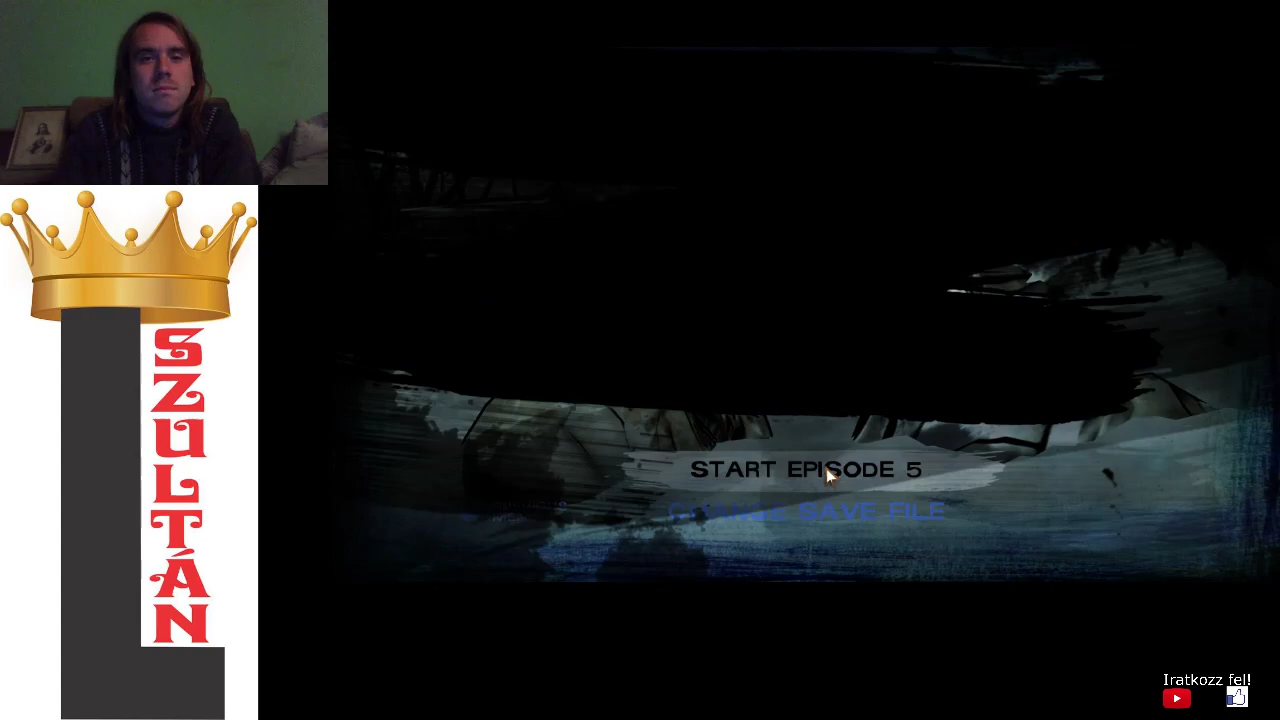 L
SZULTÁN
START EPISODE 5
CHANGE SAVE FILE
Iratkozz fel!